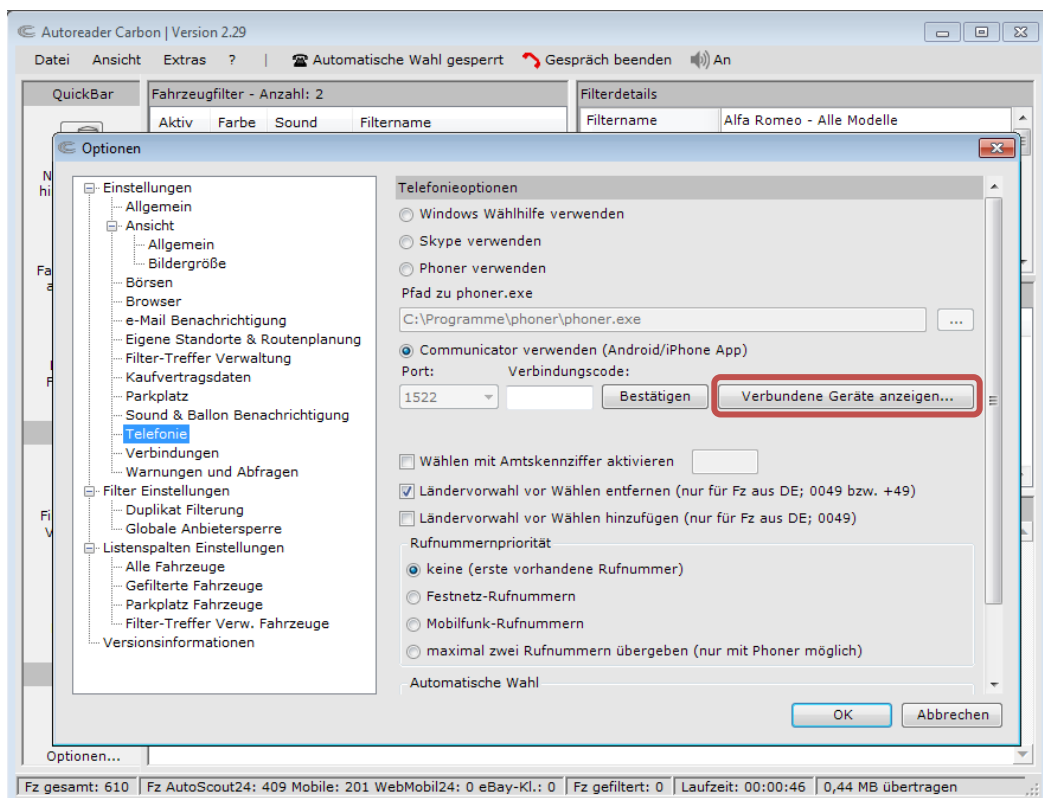 Autoreader Carbon | Version 2.29
Datei Ansicht Extras ? | Automatische Wahl gesperrt Gespräch beenden An
QuickBar
Fahrzeugfilter - Anzahl: 2
Aktiv Farbe Sound Filtername
Filterdetails
Filtername Alfa Romeo - Alle Modelle
Optionen
Einstellungen
Allgemein
Ansicht
Allgemein
Bildergröße
Börsen
Browser
e-Mail Benachrichtigung
Eigene Standorte & Routenplanung
Filter-Treffer Verwaltung
Kaufvertragsdaten
Parkplatz
Sound & Ballon Benachrichtigung
Telefonie
Verbindungen
Warnungen und Abfragen
Filter Einstellungen
Duplikat Filterung
Globale Anbietersperre
Listenspalten Einstellungen
Alle Fahrzeuge
Gefilterte Fahrzeuge
Parkplatz Fahrzeuge
Filter-Treffer Verw. Fahrzeuge
Versionsinformationen
Telefonieoptionen
Windows Wählhilfe verwenden
Skype verwenden
Phoner verwenden
Pfad zu phoner.exe
C:\Programme\phoner\phoner.exe ...
Communicator verwenden (Android/iPhone App)
Port: Verbindungscode:
1522 Bestätigen Verbundene Geräte anzeigen...
Wählen mit Amtskennziffer aktivieren
Ländervorwahl vor Wählen entfernen (nur für Fz aus DE; 0049 bzw. +49)
Ländervorwahl vor Wählen hinzufügen (nur für Fz aus DE; 0049)
Rufnummernpriorität
keine (erste vorhandene Rufnummer)
Festnetz-Rufnummern
Mobilfunk-Rufnummern
maximal zwei Rufnummern übergeben (nur mit Phoner möglich)
Automatische Wahl
OK Abbrechen
Optionen...
Fz gesamt: 610 Fz AutoScout24: 409 Mobile: 201 WebMobil24: 0 eBay-Kl.: 0 Fz gefiltert: 0 Laufzeit: 00:00:46 0,44 MB übertragen